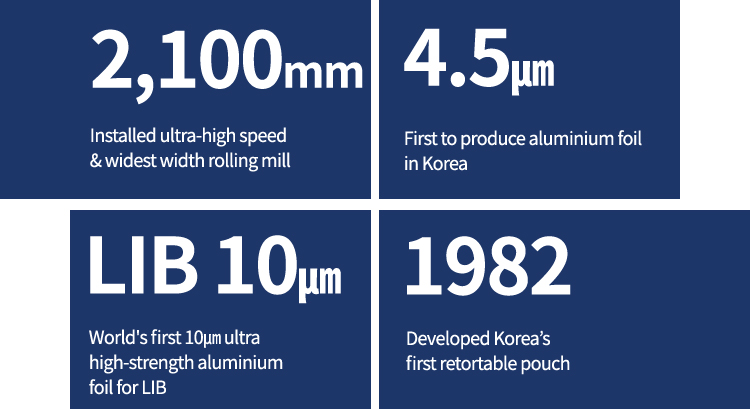 2,100mm
Installed ultra-high speed
& widest width rolling mill
4.5μm
First to produce aluminium foil
in Korea
LIB 10μm
World's first 10μm ultra
high-strength aluminium
foil for LIB
1982
Developed Korea’s
first retortable pouch